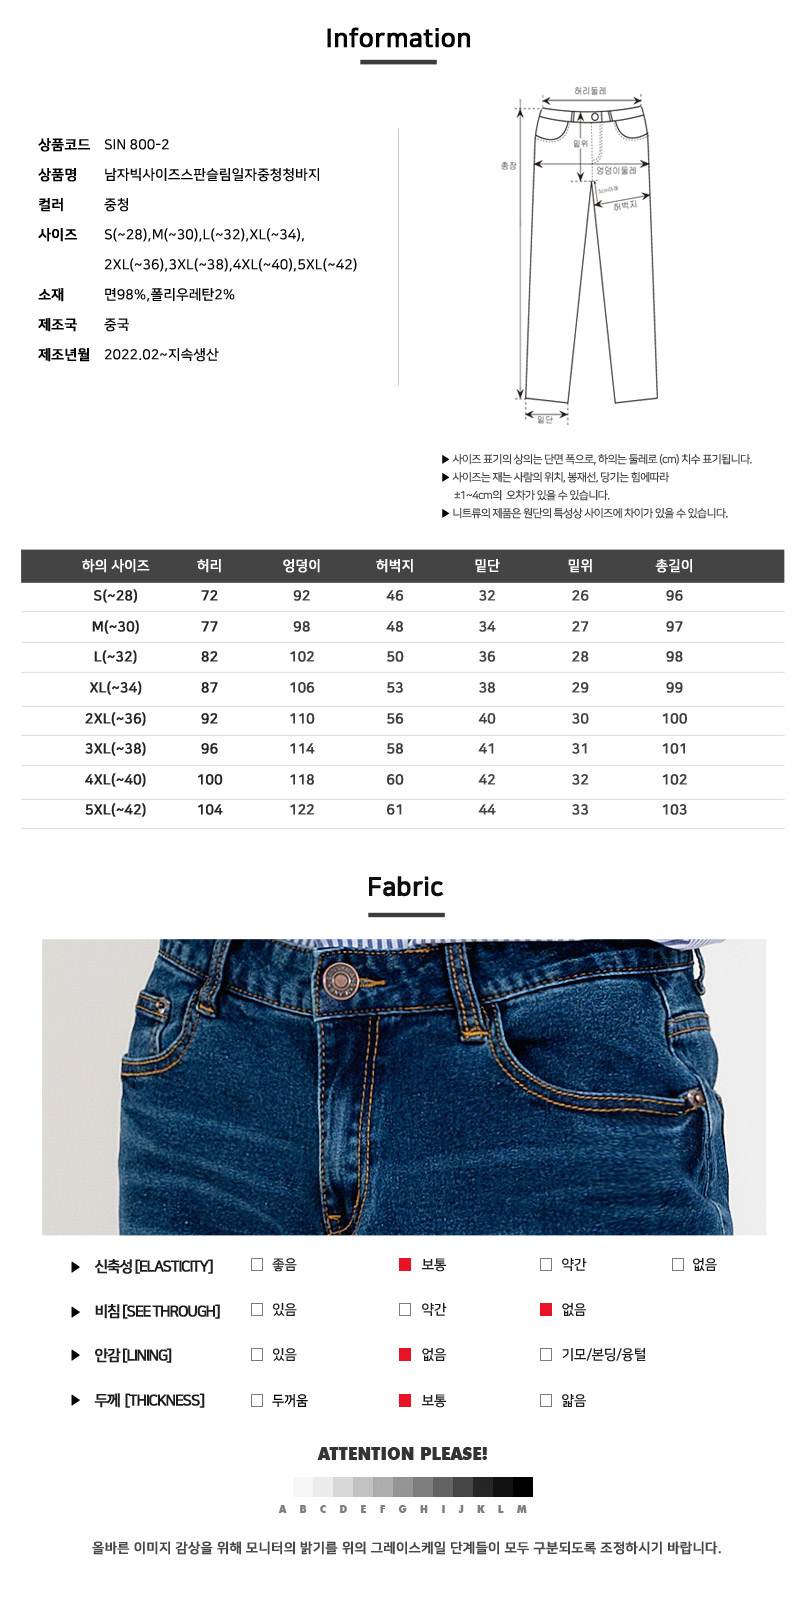 Information
상품코드 SIN 800-2
상품명 남자빅사이즈스판슬림일자중청청바지
컬러 중청
사이즈 S(~28),M(~30),L(~32),XL(~34),
2XL(~36),3XL(~38),4XL(~40),5XL(~42)
소재 면98%,폴리우레탄2%
제조국 중국
제조년월 2022.02~지속생산
허리둘레
밑위
총장
엉덩이둘레
5cm아래
허벅지
밑단
▶ 사이즈 표기의 상의는 단면 폭으로, 하의는 둘레로 (cm) 치수 표기됩니다.
▶ 사이즈는 재는 사람의 위치, 봉재선, 당기는 힘에따라
±1~4cm의 오차가 있을 수 있습니다.
▶ 니트류의 제품은 원단의 특성상 사이즈에 차이가 있을 수 있습니다.
하의 사이즈 허리 엉덩이 허벅지 밑단 밑위 총길이
S(~28) 72 92 46 32 26 96
M(~30) 77 98 48 34 27 97
L(~32) 82 102 50 36 28 98
XL(~34) 87 106 53 38 29 99
2XL(~36) 92 110 56 40 30 100
3XL(~38) 96 114 58 41 31 101
4XL(~40) 100 118 60 42 32 102
5XL(~42) 104 122 61 44 33 103
Fabric
▶ 신축성 [ELASTICITY] 좋음 보통 약간 없음
▶ 비침 [SEE THROUGH] 있음 약간 없음
▶ 안감 [LINING] 있음 없음 기모/본딩/융털
▶ 두께 [THICKNESS] 두꺼움 보통 얇음
ATTENTION PLEASE!
A B C D E F G H I J K L M
올바른 이미지 감상을 위해 모니터의 밝기를 위의 그레이스케일 단계들이 모두 구분되도록 조정하시기 바랍니다.